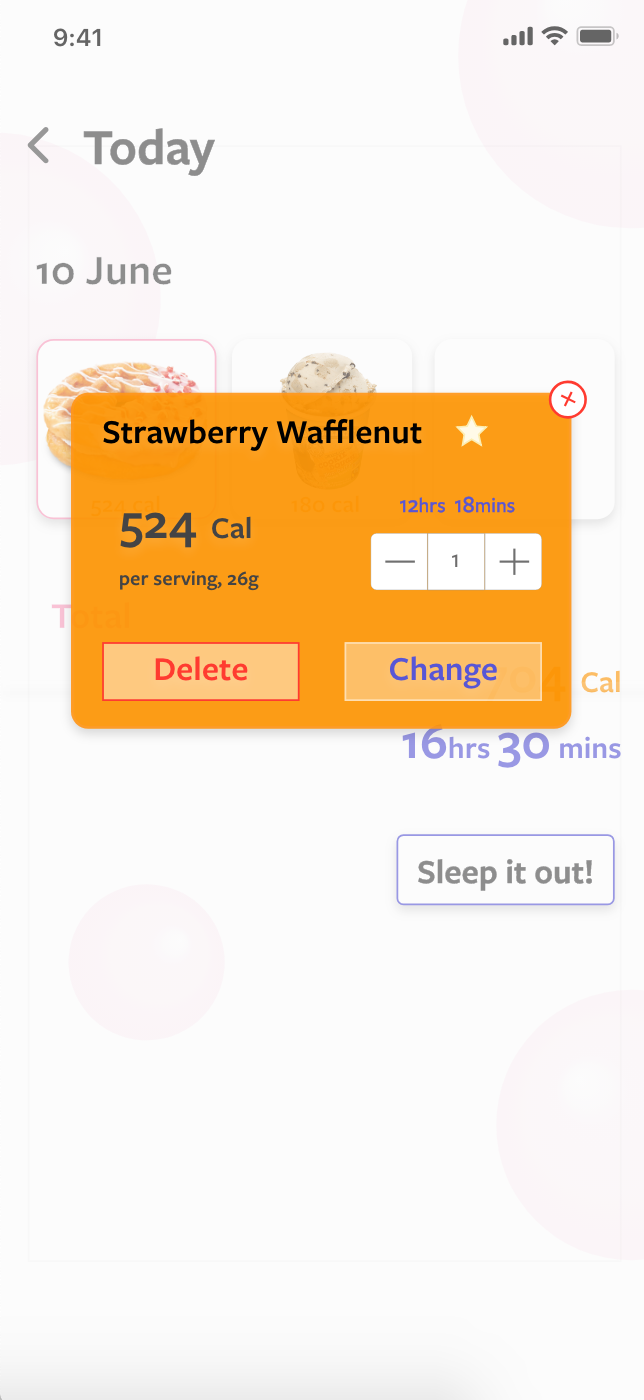 9:41
Today
10 June
Strawberry Wafflenut
524 cal
180 cal
12hrs 18mins
524 Cal
1
per serving, 26g
Total
Delete
Change
704 Cal
16hrs 30 mins
Sleep it out!